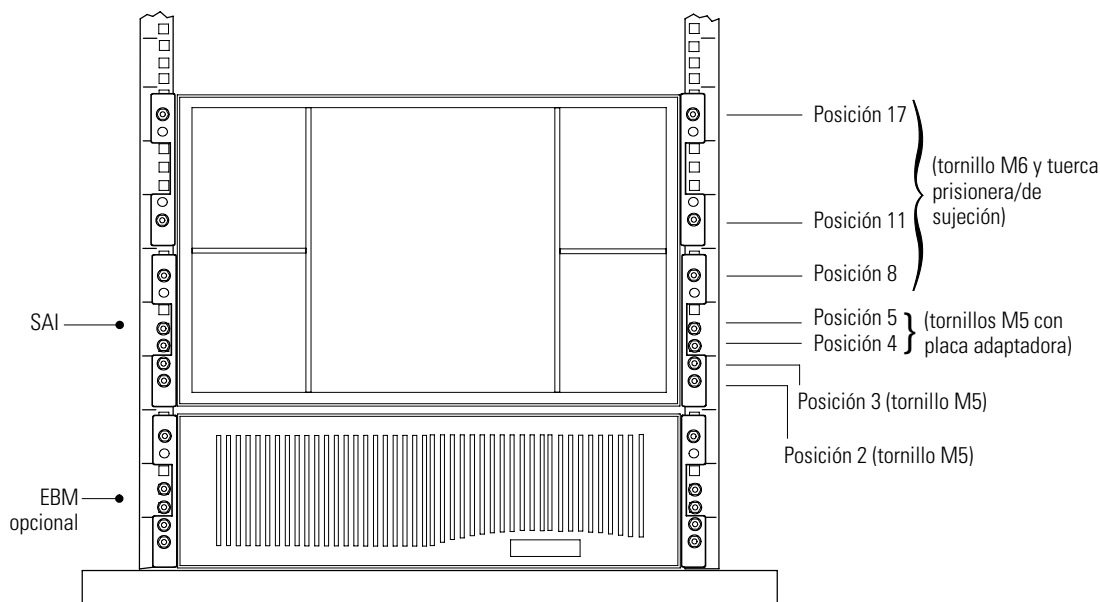 Posición 17
(tornillo M6 y tuerca
prisionera/de
sujeción)
Posición 11
Posición 8
SAI
Posición 5
Posición 4
(tornillos M5 con
placa adaptadora)
Posición 3 (tornillo M5)
Posición 2 (tornillo M5)
EBM
opcional